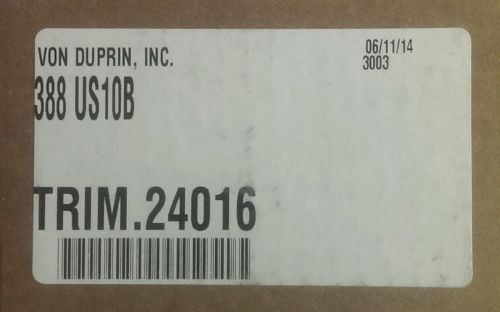 VON DUPRIN, INC.
06/11/14
388 US10B
3003
TRIM.24016